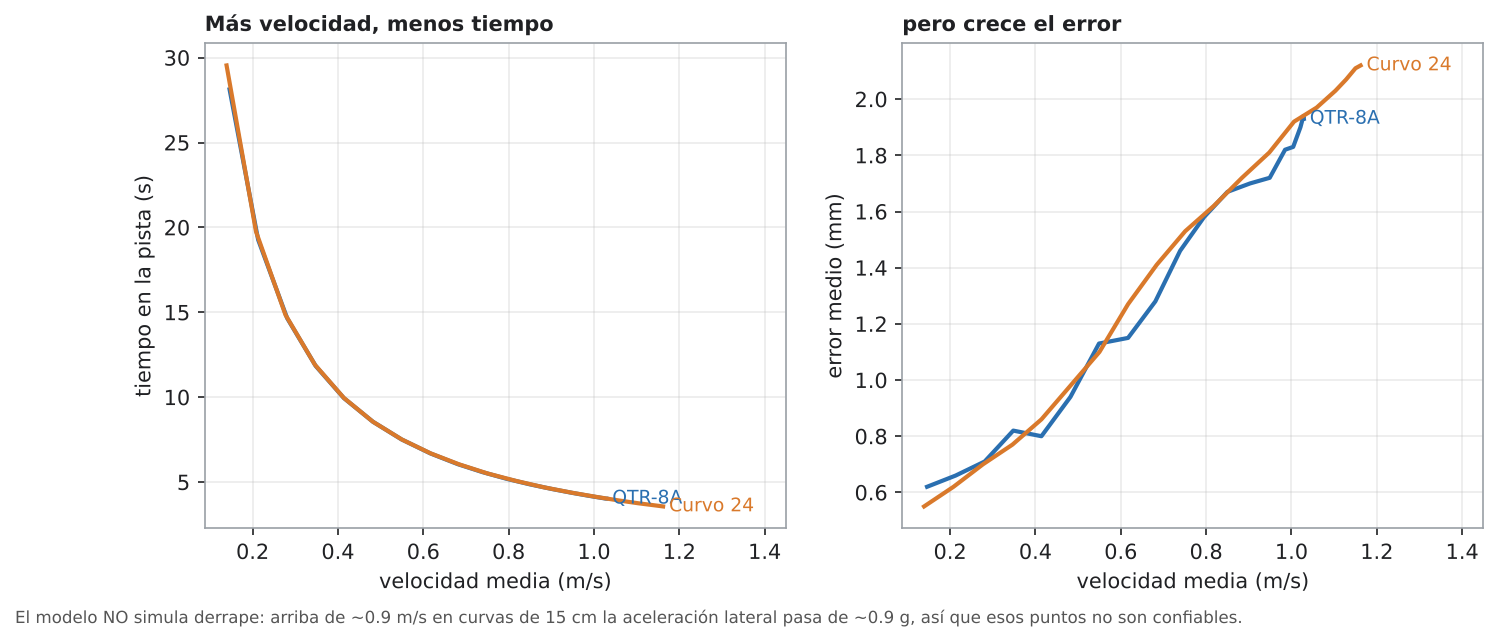 Más velocidad, menos tiempo
tiempo en la pista (s)
30
25
20
15
10
5
QTR-8A
Curvo 24
0.2 0.4 0.6 0.8 1.0 1.2 1.4
velocidad media (m/s)
pero crece el error
error medio (mm)
2.0
1.8
1.6
1.4
1.2
1.0
0.8
0.6
Curvo 24
QTR-8A
0.2 0.4 0.6 0.8 1.0 1.2 1.4
velocidad media (m/s)
El modelo NO simula derrape: arriba de ~0.9 m/s en curvas de 15 cm la aceleración lateral pasa de ~0.9 g, así que esos puntos no son confiables.